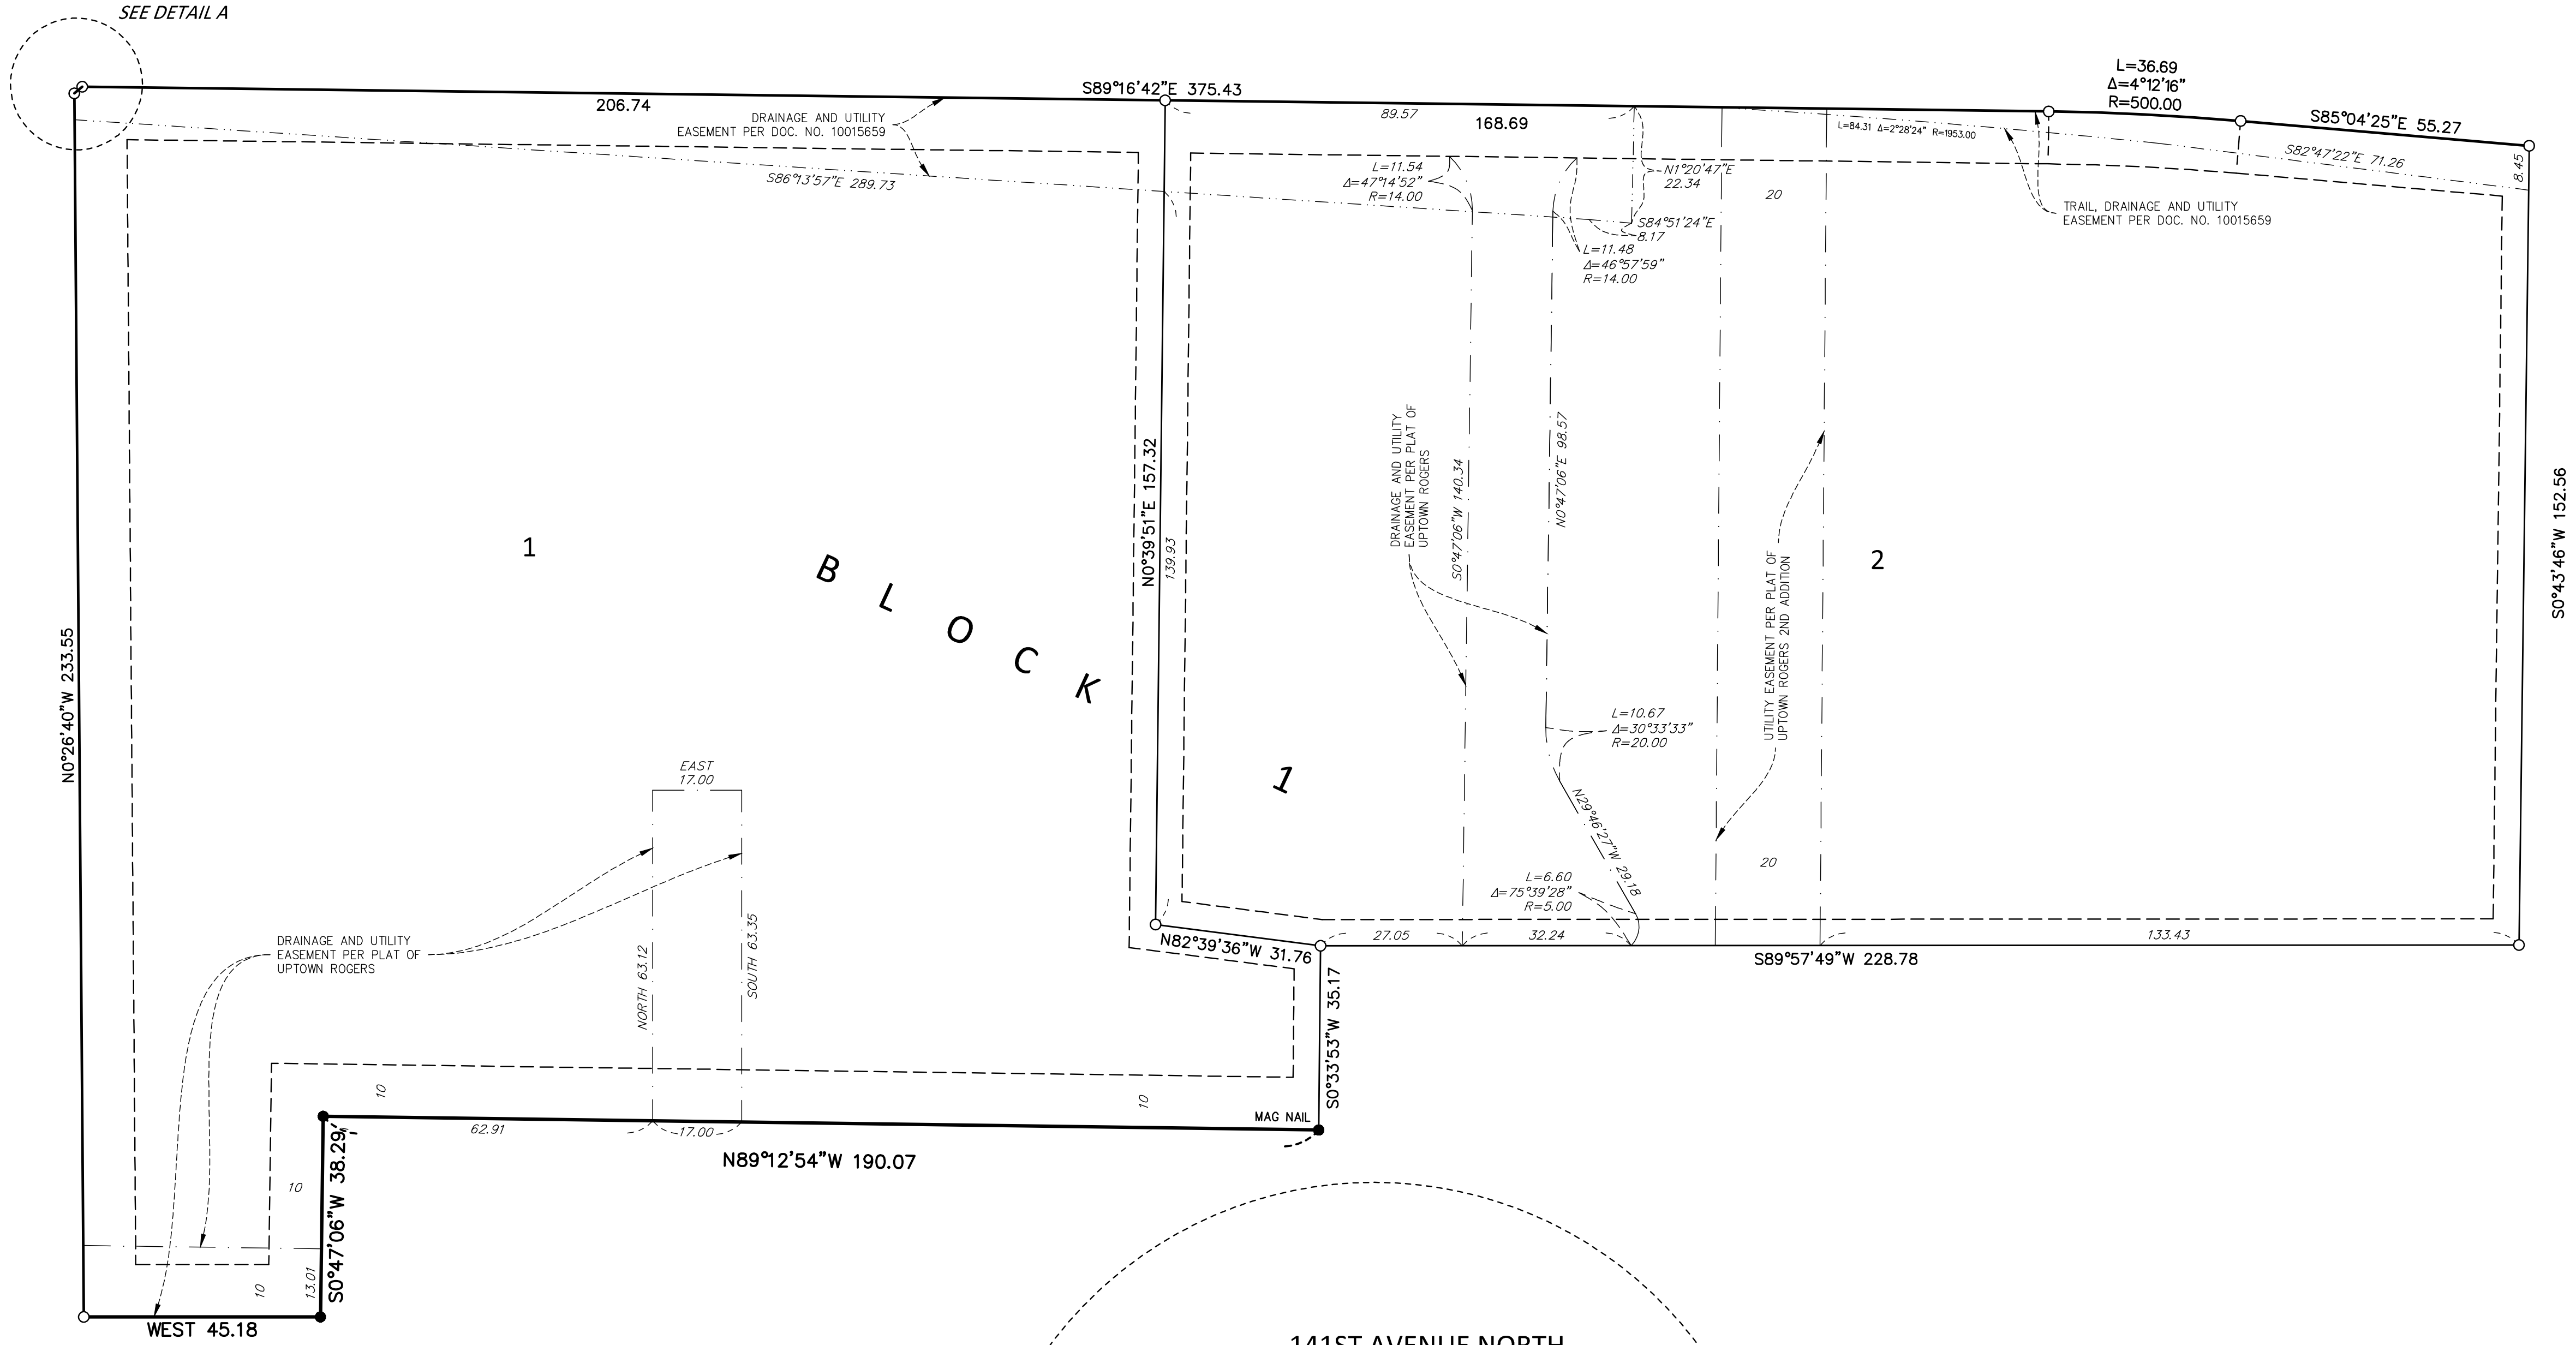 SEE DETAIL A
S89°16'42"E 375.43
206.74
DRAINAGE AND UTILITY
EASEMENT PER DOC. NO. 10015659
S86°13'57"E 289.73
89.57
168.69
L=36.69
Δ=4°12'16"
R=500.00
S85°04'25"E 55.27
L=84.31 Δ=2°28'24" R=1953.00
S82°47'22"E 71.26
8.45
L=11.54
Δ=47°14'52"
R=14.00
N1°20'47"E
22.34
20
S84°51'24"E
8.17
L=11.48
Δ=46°57'59"
R=14.00
TRAIL, DRAINAGE AND UTILITY
EASEMENT PER DOC. NO. 10015659
N0°26'40"W 233.55
1
B L O C K
1
N0°39'51"E 157.32
139.93
DRAINAGE AND UTILITY
EASEMENT PER PLAT OF
UPTOWN ROGERS
S0°47'06"W 140.34
N0°47'06"E 98.57
UTILITY EASEMENT PER PLAT OF
UPTOWN ROGERS 2ND ADDITION
2
S0°43'46"W 152.56
L=10.67
Δ=30°33'33"
R=20.00
N29°46'27"W 29.18
20
L=6.60
Δ=75°39'28"
R=5.00
EAST
17.00
NORTH 63.12
SOUTH 63.35
DRAINAGE AND UTILITY
EASEMENT PER PLAT OF
UPTOWN ROGERS
N82°39'36"W 31.76
27.05
32.24
133.43
S89°57'49"W 228.78
S0°33'53"W 35.17
10
10
MAG NAIL
62.91
17.00
N89°12'54"W 190.07
S0°47'06"W 38.29
10
13.01
10
WEST 45.18
141ST AVENUE NORTH